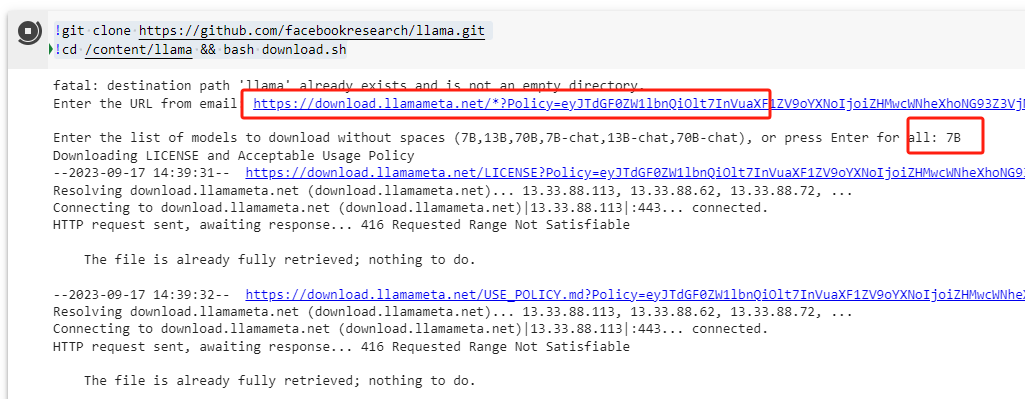 !git clone https://github.com/facebookresearch/llama.git
!cd /content/llama && bash download.sh
fatal: destination path 'llama' already exists and is not an empty directory.
Enter the URL from email: https://download.llamameta.net/*?Policy=eyJTdGF0ZW1lbnQiOlt7InVuaXF1ZV9oYXNoIjoiZHMwcWNheXhoNG93Z3VjN
Enter the list of models to download without spaces (7B,13B,70B,7B-chat,13B-chat,70B-chat), or press Enter for all: 7B
Downloading LICENSE and Acceptable Usage Policy
--2023-09-17 14:39:31-- https://download.llamameta.net/LICENSE?Policy=eyJTdGF0ZW1lbnQiOlt7InVuaXF1ZV9oYXNoIjoiZHMwcWNheXhoNG93
Resolving download.llamameta.net (download.llamameta.net)... 13.33.88.113, 13.33.88.62, 13.33.88.72, ...
Connecting to download.llamameta.net (download.llamameta.net)|13.33.88.113|:443... connected.
HTTP request sent, awaiting response... 416 Requested Range Not Satisfiable
The file is already fully retrieved; nothing to do.
--2023-09-17 14:39:32-- https://download.llamameta.net/USE_POLICY.md?Policy=eyJTdGF0ZW1lbnQiOlt7InVuaXF1ZV9oYXNoIjoiZHMwcWNhe
Resolving download.llamameta.net (download.llamameta.net)... 13.33.88.113, 13.33.88.62, 13.33.88.72, ...
Connecting to download.llamameta.net (download.llamameta.net)|13.33.88.113|:443... connected.
HTTP request sent, awaiting response... 416 Requested Range Not Satisfiable
The file is already fully retrieved; nothing to do.